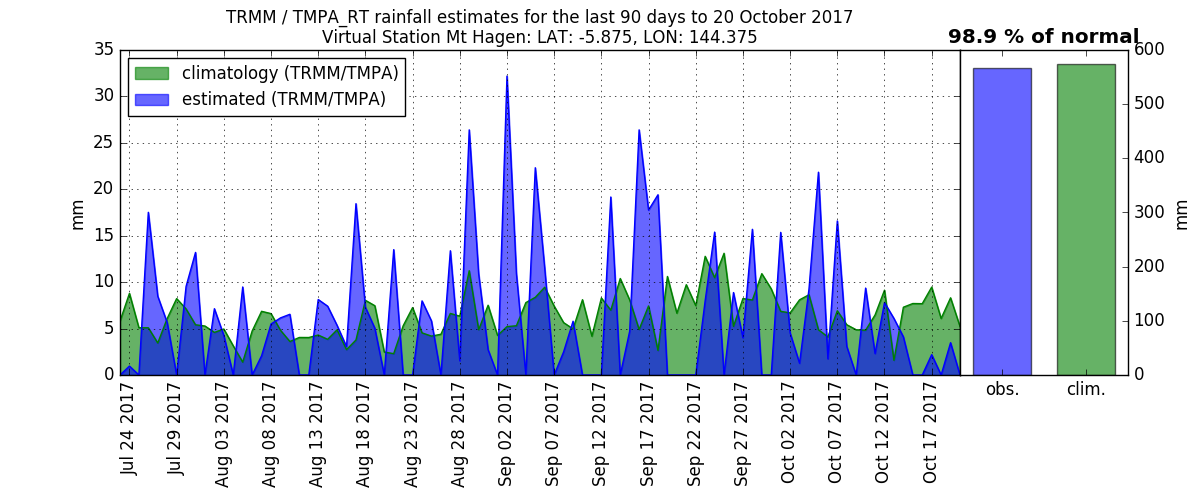 TRMM / TMPA_RT rainfall estimates for the last 90 days to 20 October 2017
Virtual Station Mt Hagen: LAT: -5.875, LON: 144.375
98.9 % of normal
climatology (TRMM/TMPA)
estimated (TRMM/TMPA)
35
30
25
20
15
10
5
0
mm
600
500
400
300
200
100
0
mm
Jul 24 2017
Jul 29 2017
Aug 03 2017
Aug 08 2017
Aug 13 2017
Aug 18 2017
Aug 23 2017
Aug 28 2017
Sep 02 2017
Sep 07 2017
Sep 12 2017
Sep 17 2017
Sep 22 2017
Sep 27 2017
Oct 02 2017
Oct 07 2017
Oct 12 2017
Oct 17 2017
obs.
clim.